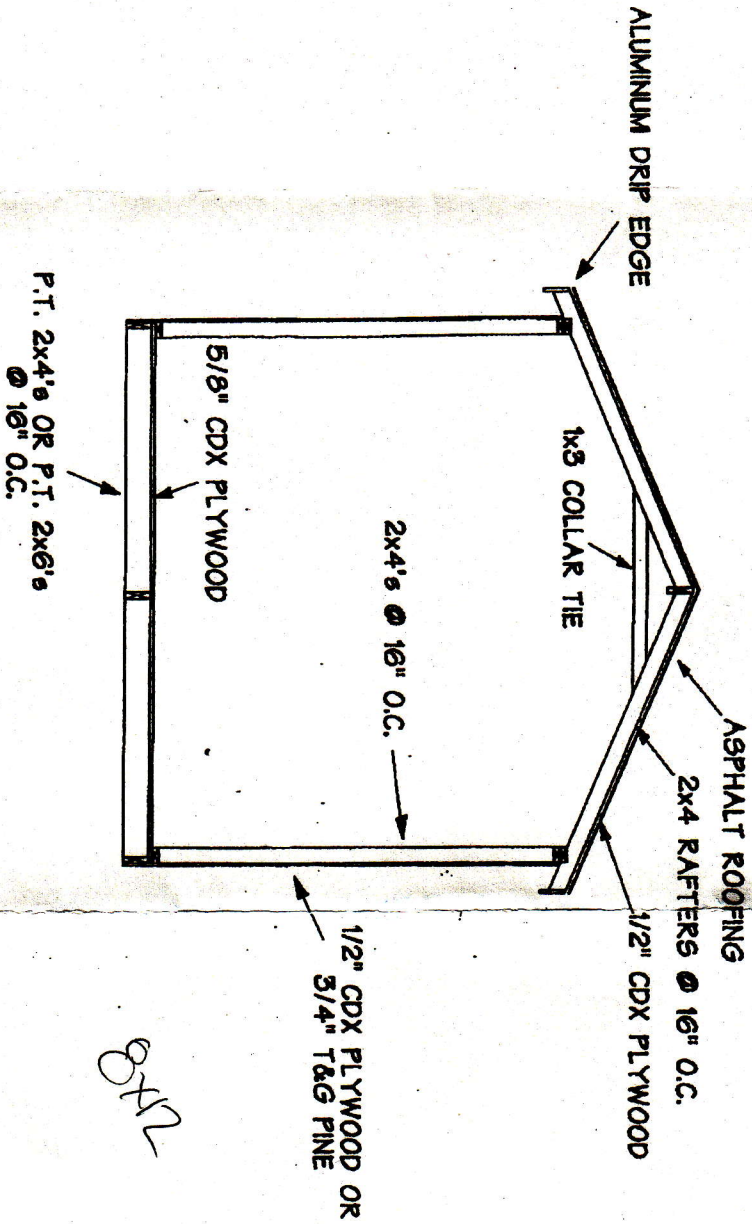 ALUMINUM DRIP EDGE
ASPHALT ROOFING
2x4 RAFTERS @ 16" O.C.
1/2" CDX PLYWOOD
1x3 COLLAR TIE
2x4's @ 16" O.C.
5/8" CDX PLYWOOD
1/2" CDX PLYWOOD OR
3/4" T&G PINE
P.T. 2x4's OR P.T. 2x6's
@ 16" O.C.
8x12